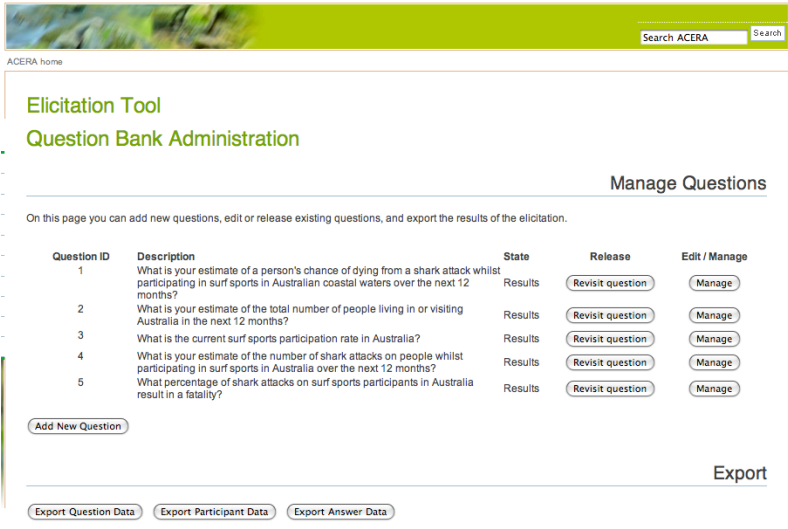 Search ACERA Search
ACERA home
Elicitation Tool
Question Bank Administration
Manage Questions
On this page you can add new questions, edit or release existing questions, and export the results of the elicitation.
Question ID Description State Release Edit / Manage
1 What is your estimate of a person's chance of dying from a shark attack whilst
participating in surf sports in Australian coastal waters over the next 12 Results Revisit question Manage
months?
2 What is your estimate of the total number of people living in or visiting
Australia in the next 12 months? Results Revisit question Manage
3 What is the current surf sports participation rate in Australia? Results Revisit question Manage
4 What is your estimate of the number of shark attacks on people whilst
participating in surf sports in Australia over the next 12 months? Results Revisit question Manage
5 What percentage of shark attacks on surf sports participants in Australia
result in a fatality? Results Revisit question Manage
Add New Question
Export
Export Question Data Export Participant Data Export Answer Data